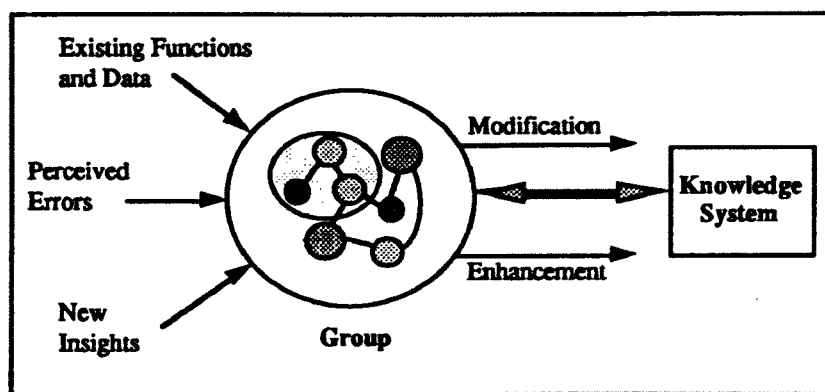 Existing Functions
and Data
Perceived
Errors
New
Insights
Group
Modification
Enhancement
Knowledge
System